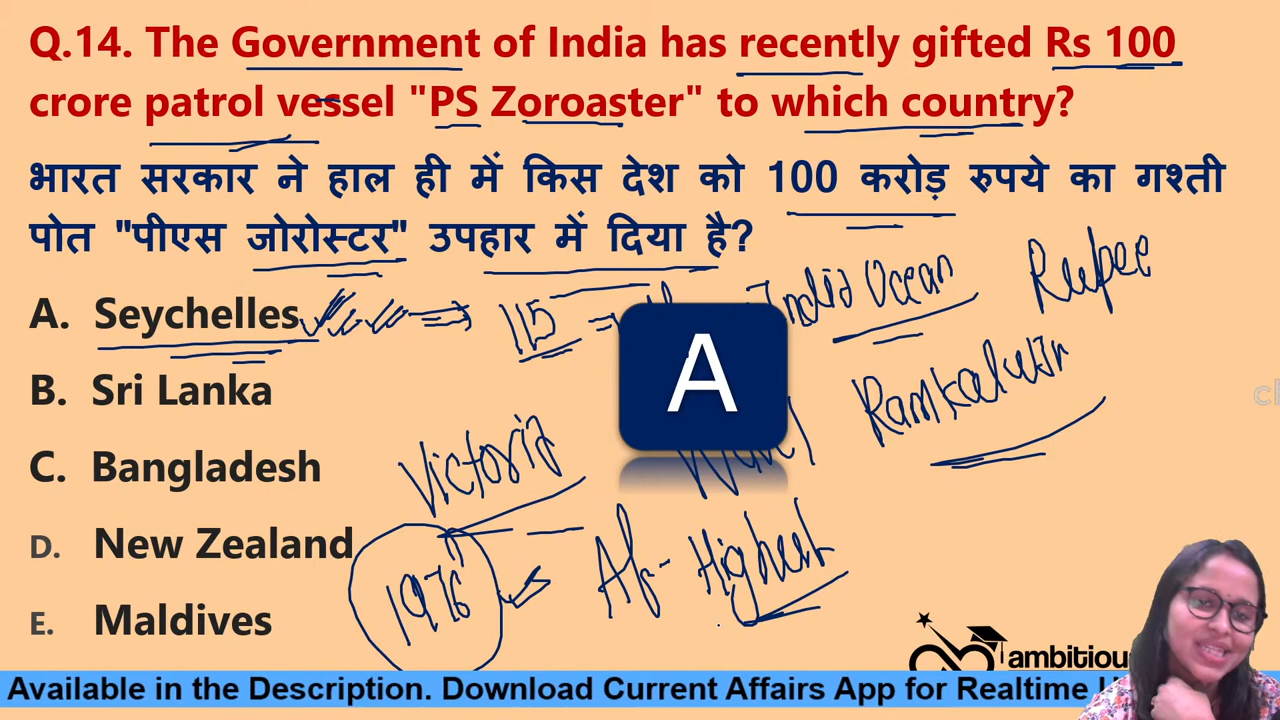 Q.14. The Government of India has recently gifted Rs 100
crore patrol vessel "PS Zoroaster" to which country?
भारत सरकार ने हाल ही में किस देश को 100 करोड़ रुपये का गश्ती
पोत "पीएस जोरोस्टर" उपहार में दिया है?
A. Seychelles
115
India Ocean
Rupee
B. Sri Lanka
A
C. Bangladesh
Victoria
D. New Zealand
1976
Af - Highest
E. Maldives
ambitiou
Available in the Description. Download Current Affairs App for Realtime